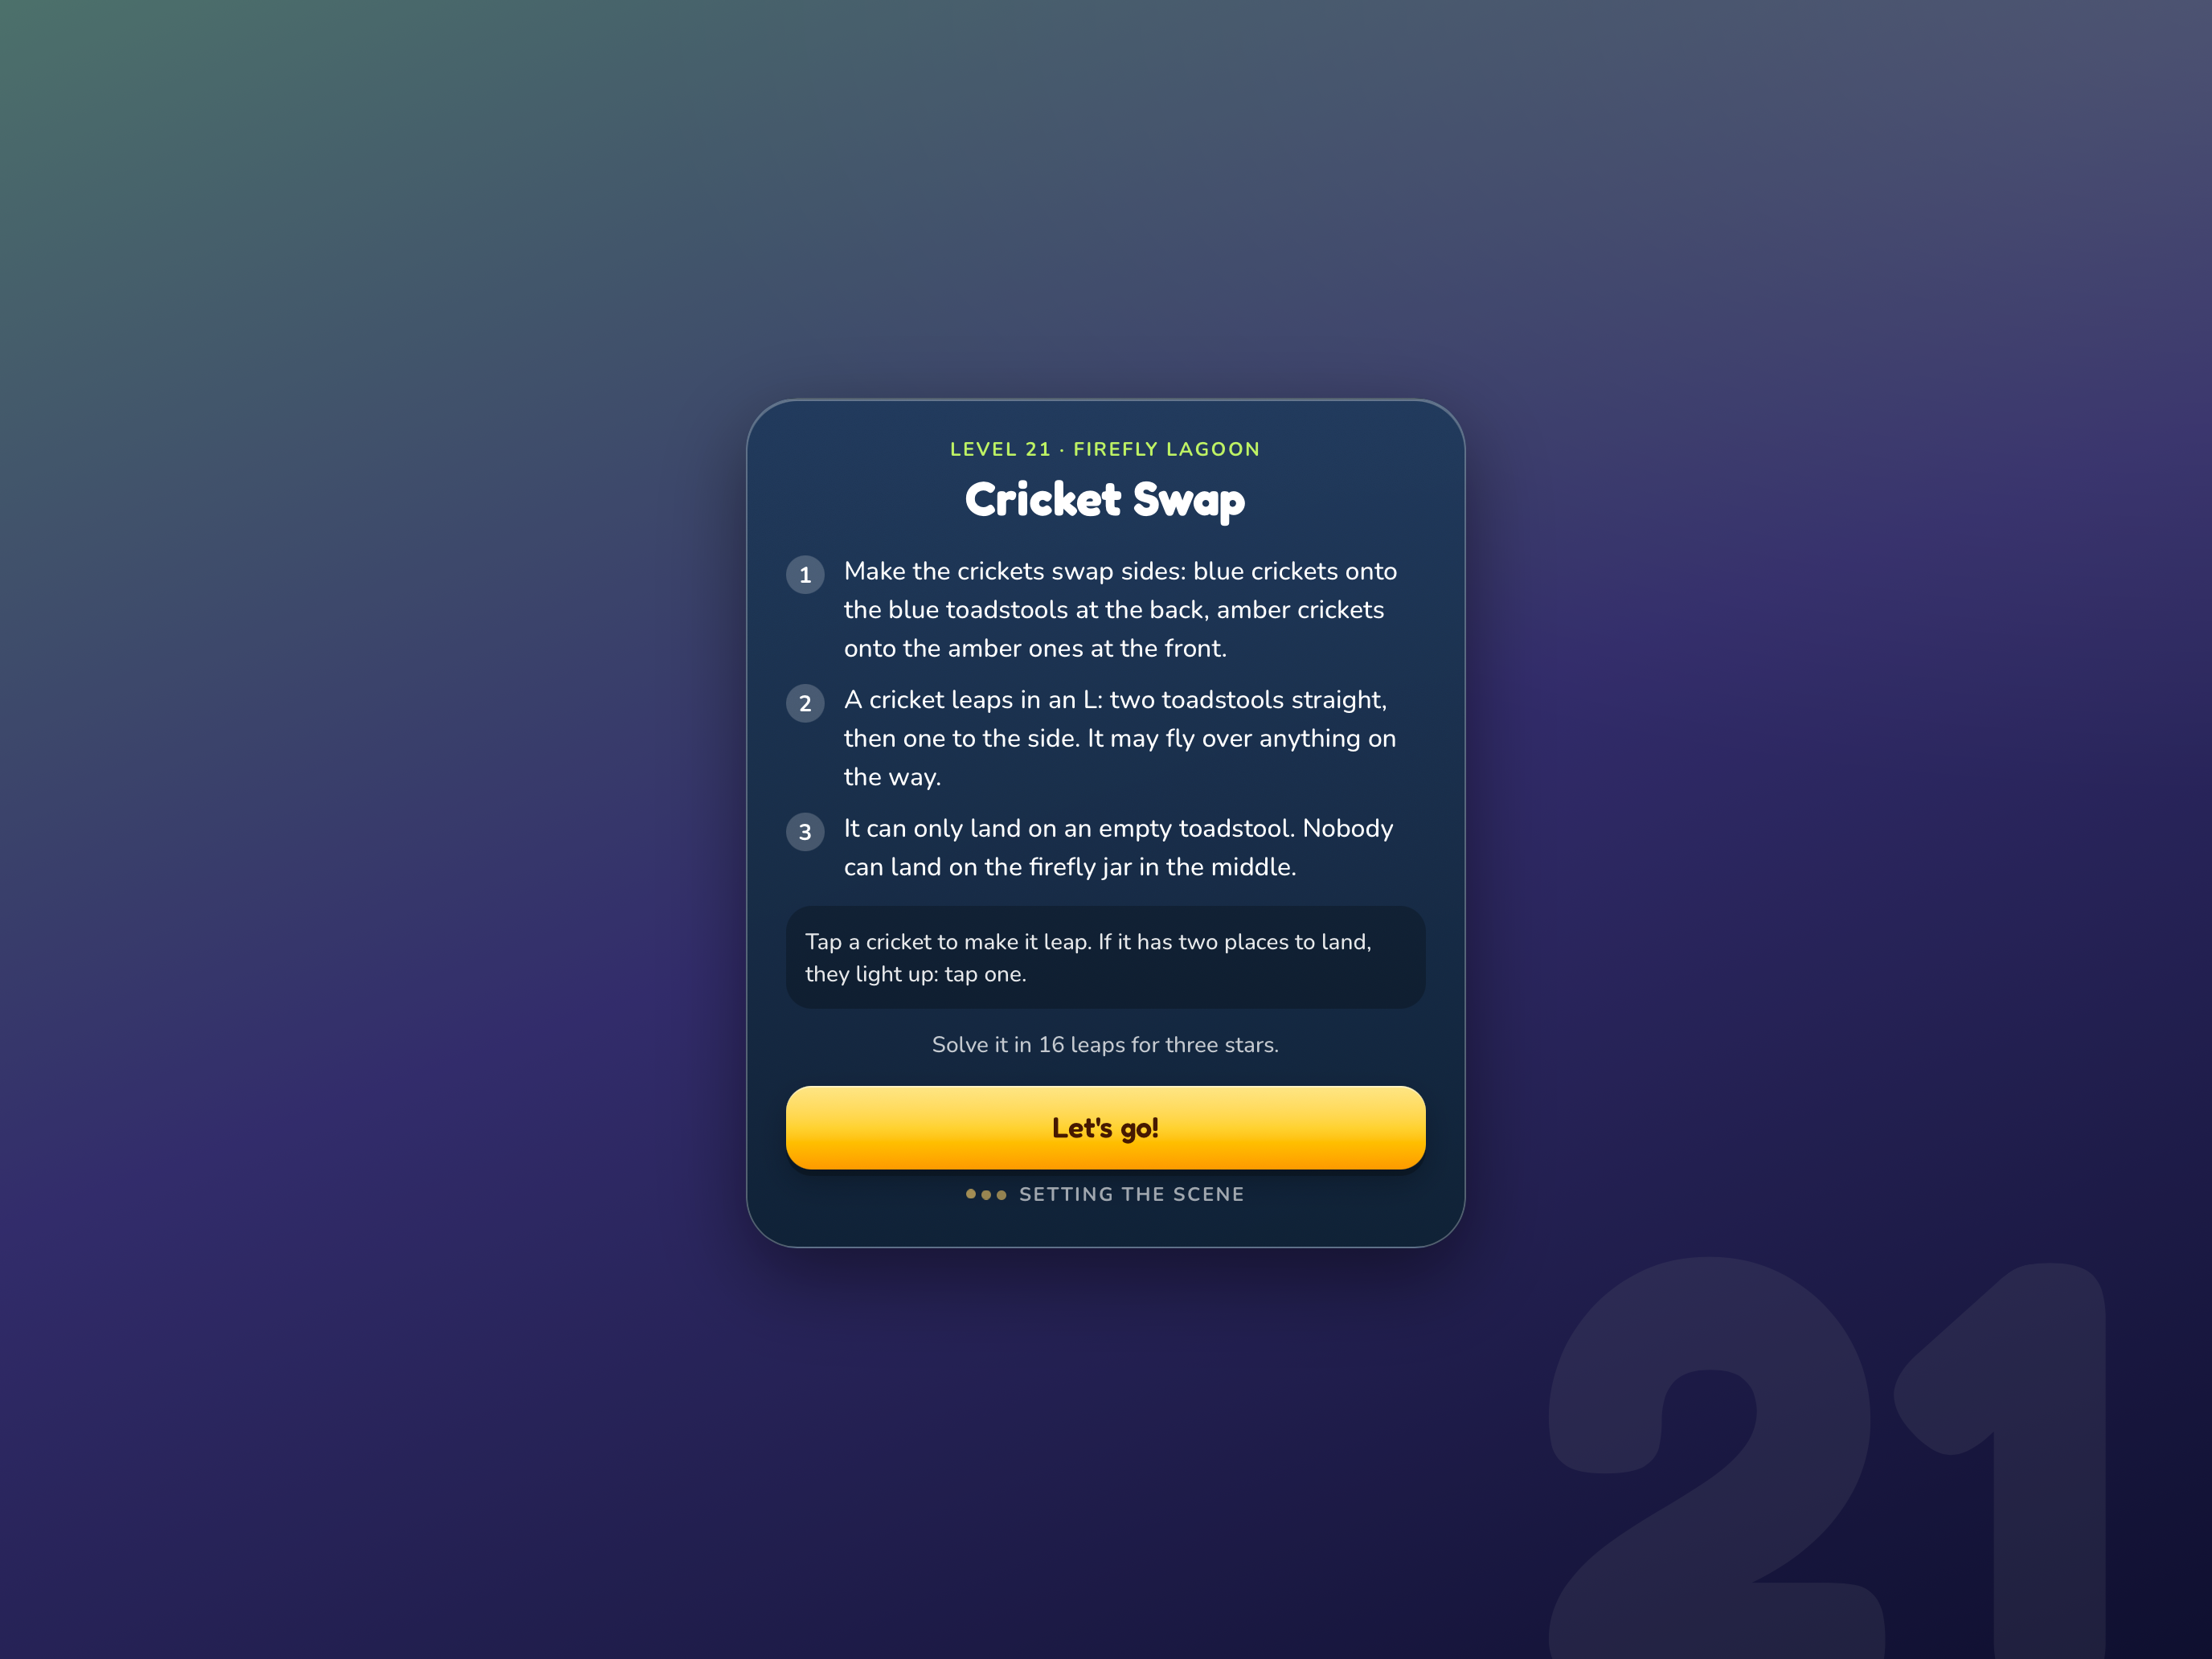 LEVEL 21 · FIREFLY LAGOON
Cricket Swap
1 Make the crickets swap sides: blue crickets onto
the blue toadstools at the back, amber crickets
onto the amber ones at the front.
2 A cricket leaps in an L: two toadstools straight,
then one to the side. It may fly over anything on
the way.
3 It can only land on an empty toadstool. Nobody
can land on the firefly jar in the middle.
Tap a cricket to make it leap. If it has two places to land,
they light up: tap one.
Solve it in 16 leaps for three stars.
Let's go!
SETTING THE SCENE
21